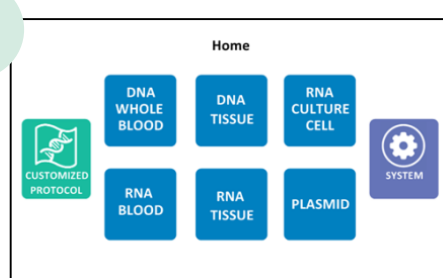 Home
DNA
WHOLE
BLOOD
DNA
TISSUE
RNA
CULTURE
CELL
CUSTOMIZED
PROTOCOL
SYSTEM
RNA
BLOOD
RNA
TISSUE
PLASMID